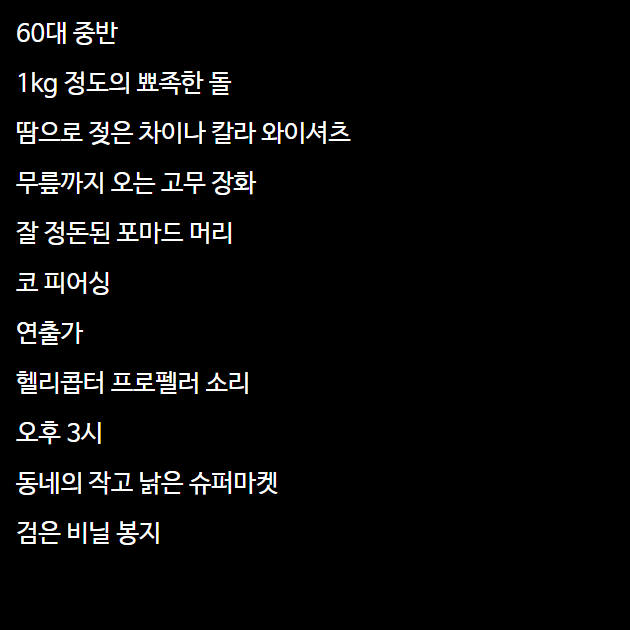 60대 중반
1kg 정도의 뾰족한 돌
땀으로 젖은 차이나 칼라 와이셔츠
무릎까지 오는 고무 장화
잘 정돈된 포마드 머리
코 피어싱
연출가
헬리콥터 프로펠러 소리
오후 3시
동네의 작고 낡은 슈퍼마켓
검은 비닐 봉지